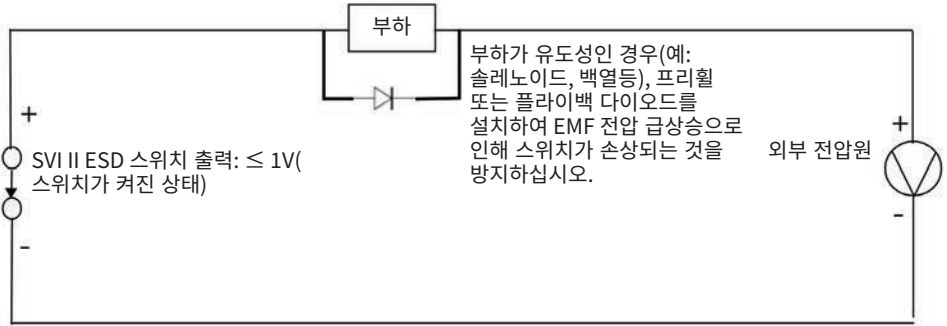 부하
부하가 유도성인 경우(예:
솔레노이드, 백열등), 프리휠
또는 플라이백 다이오드를
설치하여 EMF 전압 급상승으로
인해 스위치가 손상되는 것을
방지하십시오.
+
SVI II ESD 스위치 출력: ≤ 1V(
스위치가 켜진 상태)
-
+
외부 전압원
-